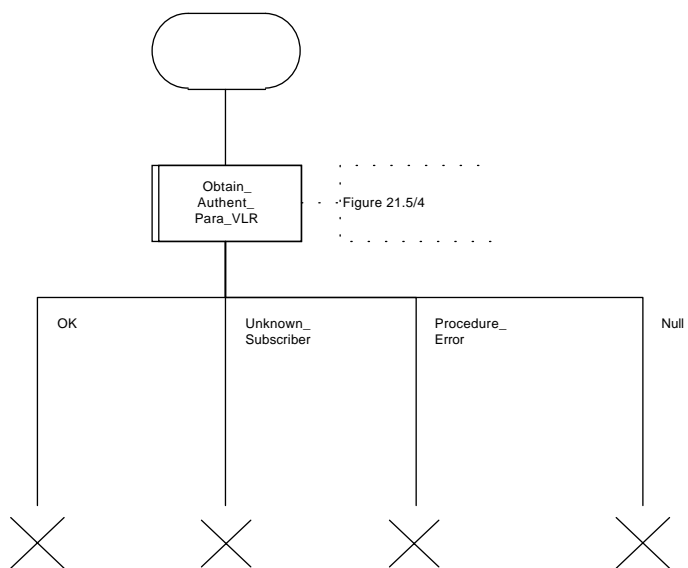 Obtain_
Authent_
Para_VLR
Figure 21.5/4
OK
Unknown_
Subscriber
Procedure_
Error
Null